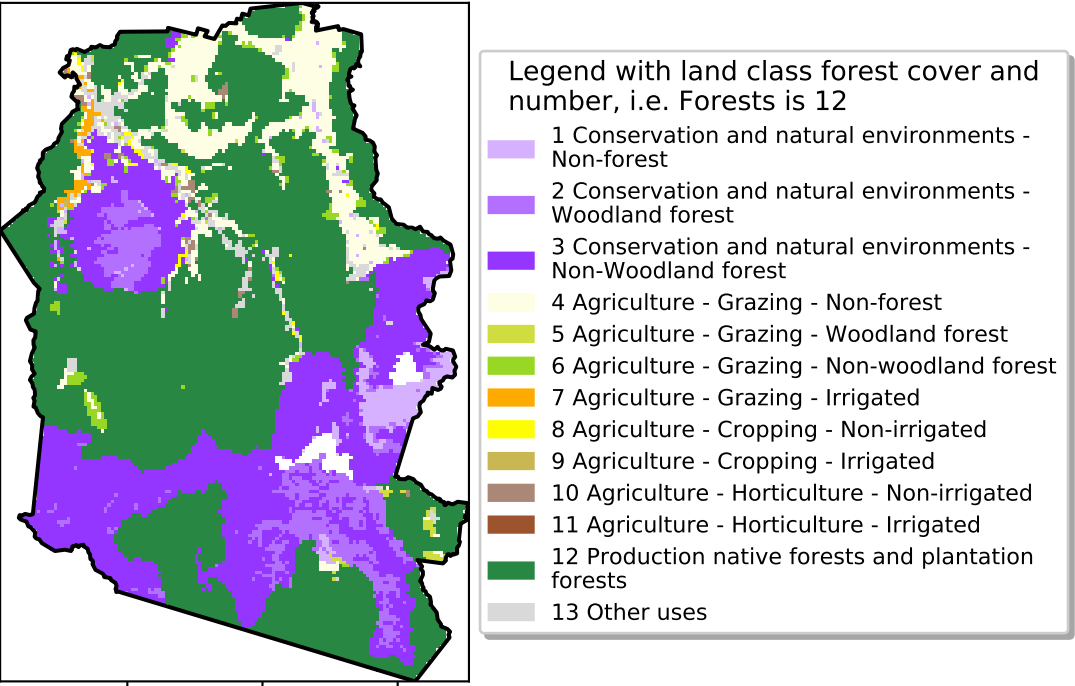 Legend with land class forest cover and
number, i.e. Forests is 12
1 Conservation and natural environments -
Non-forest
2 Conservation and natural environments -
Woodland forest
3 Conservation and natural environments -
Non-Woodland forest
4 Agriculture - Grazing - Non-forest
5 Agriculture - Grazing - Woodland forest
6 Agriculture - Grazing - Non-woodland forest
7 Agriculture - Grazing - Irrigated
8 Agriculture - Cropping - Non-irrigated
9 Agriculture - Cropping - Irrigated
10 Agriculture - Horticulture - Non-irrigated
11 Agriculture - Horticulture - Irrigated
12 Production native forests and plantation
forests
13 Other uses